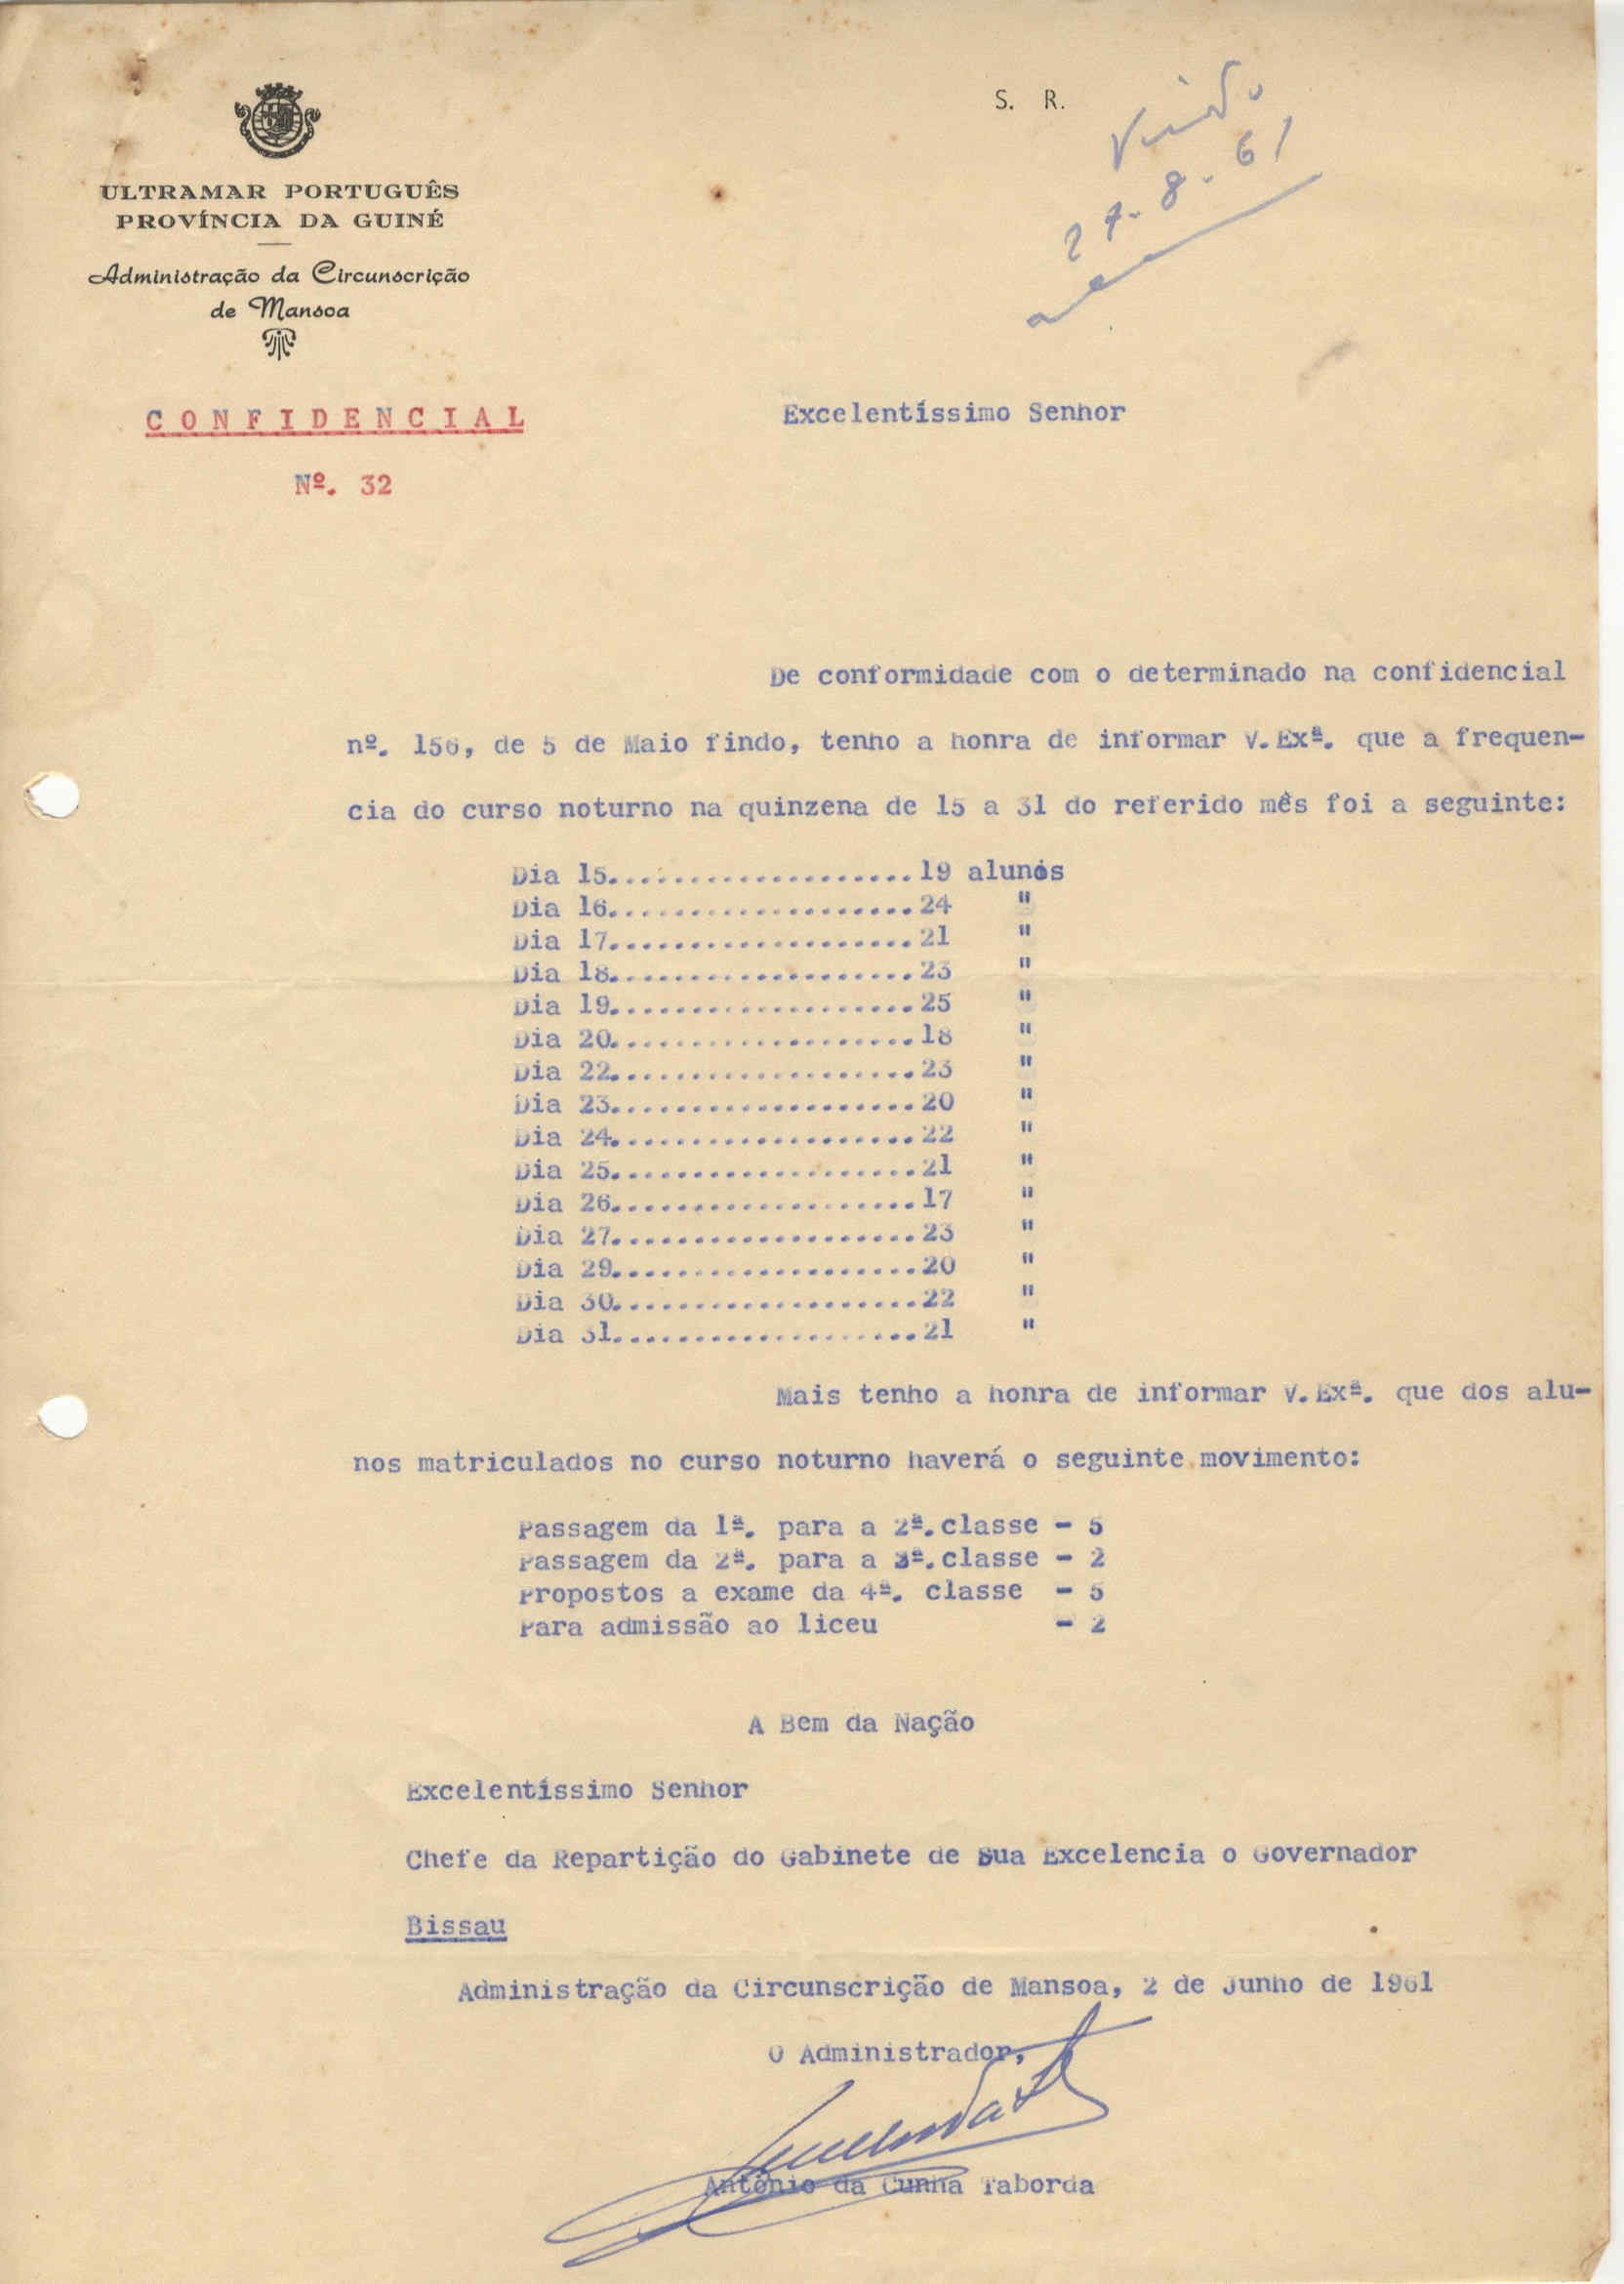 S. R.
Visto
27-8-61
ULTRAMAR PORTUGUÊS
PROVÍNCIA DA GUINÉ
Administração da Circunscrição
de Mansoa
CONFIDENCIAL
Nº. 32
Excelentíssimo Senhor
De conformidade com o determinado na confidencial
nº. 156, de 5 de Maio findo, tenho a honra de informar V.Exª. que a frequen-
cia do curso noturno na quinzena de 15 a 31 do referido mês foi a seguinte:
Dia 15...................19 alunos
Dia 16...................24 "
Dia 17...................21 "
Dia 18...................23 "
Dia 19...................25 "
Dia 20...................18 "
Dia 22...................23 "
Dia 23...................20 "
Dia 24...................22 "
Dia 25...................21 "
Dia 26...................17 "
Dia 27...................23 "
Dia 29...................20 "
Dia 30...................22 "
Dia 31...................21 "
Mais tenho a honra de informar V.Exª. que dos alu-
nos matriculados no curso noturno haverá o seguinte movimento:
Passagem da 1ª. para a 2ª.classe - 5
Passagem da 2ª. para a 3ª.classe - 2
Propostos a exame da 4ª. classe - 5
Para admissão ao liceu - 2
A Bem da Nação
Excelentíssimo Senhor
Chefe da Repartição do Gabinete de Sua Excelencia o Governador
Bissau
Administração da Circunscrição de Mansoa, 2 de Junho de 1961
O Administrador,
António da Cunha Taborda